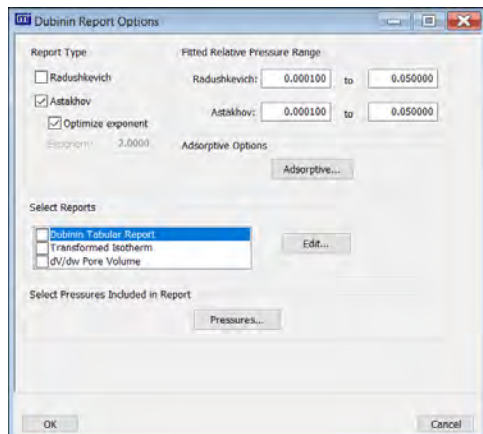 Dubinin Report Options
Report Type
Fitted Relative Pressure Range
Radushkevich
Radushkevich: 0.000100 to 0.050000
Astakhov
Astakhov: 0.000100 to 0.050000
Optimize exponent
Exponent: 2.0000
Adsorptive Options
Adsorptive...
Select Reports
Dubinin Tabular Report
Transformed Isotherm
dV/dw Pore Volume
Edit...
Select Pressures Included in Report
Pressures...
OK
Cancel